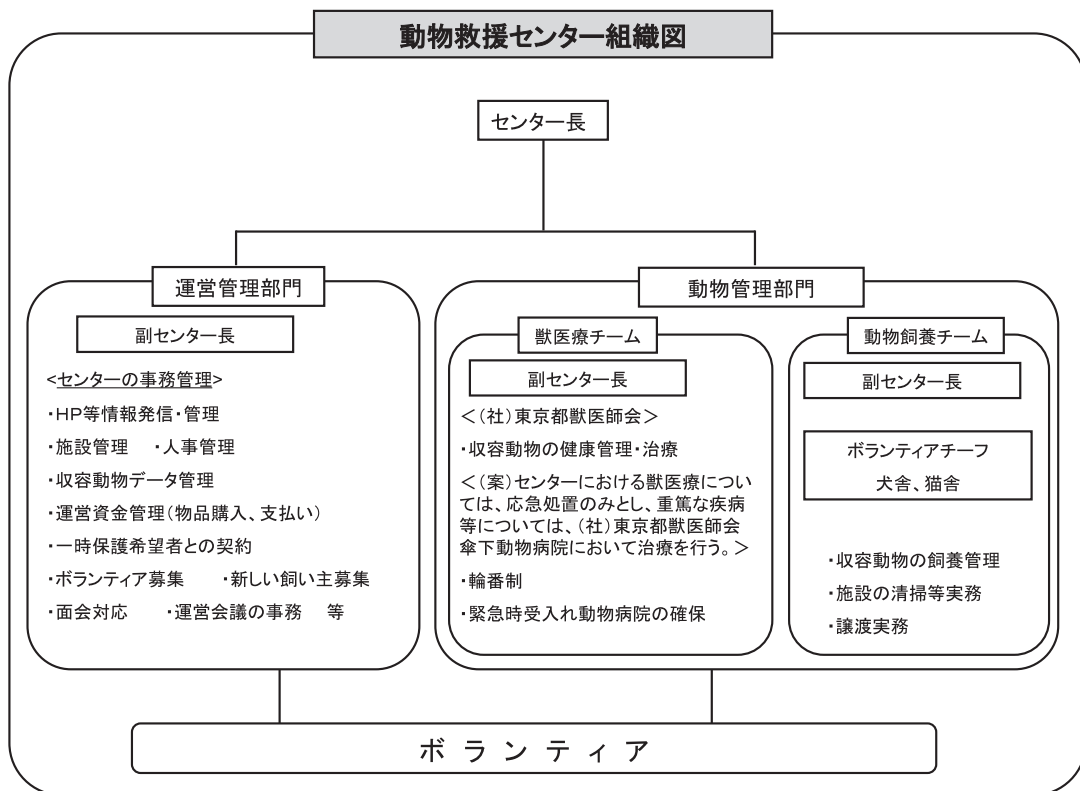 動物救援センター組織図
センター長
運営管理部門
副センター長
<センターの事務管理>
・HP等情報発信・管理
・施設管理　・人事管理
・収容動物データ管理
・運営資金管理（物品購入、支払い）
・一時保護希望者との契約
・ボランティア募集　　・新しい飼い主募集
・面会対応　　・運営会議の事務　等
動物管理部門
獣医療チーム
副センター長
＜（社）東京都獣医師会＞
・収容動物の健康管理・治療
＜（案）センターにおける獣医療につい
ては、応急処置のみとし、重篤な疾病
等については、（社）東京都獣医師会
傘下動物病院において治療を行う。＞
・輪番制
・緊急時受入れ動物病院の確保
動物飼養チーム
副センター長
ボランティアチーフ
犬舎、猫舎
・収容動物の飼養管理
・施設の清掃等実務
・譲渡実務
ボランティア